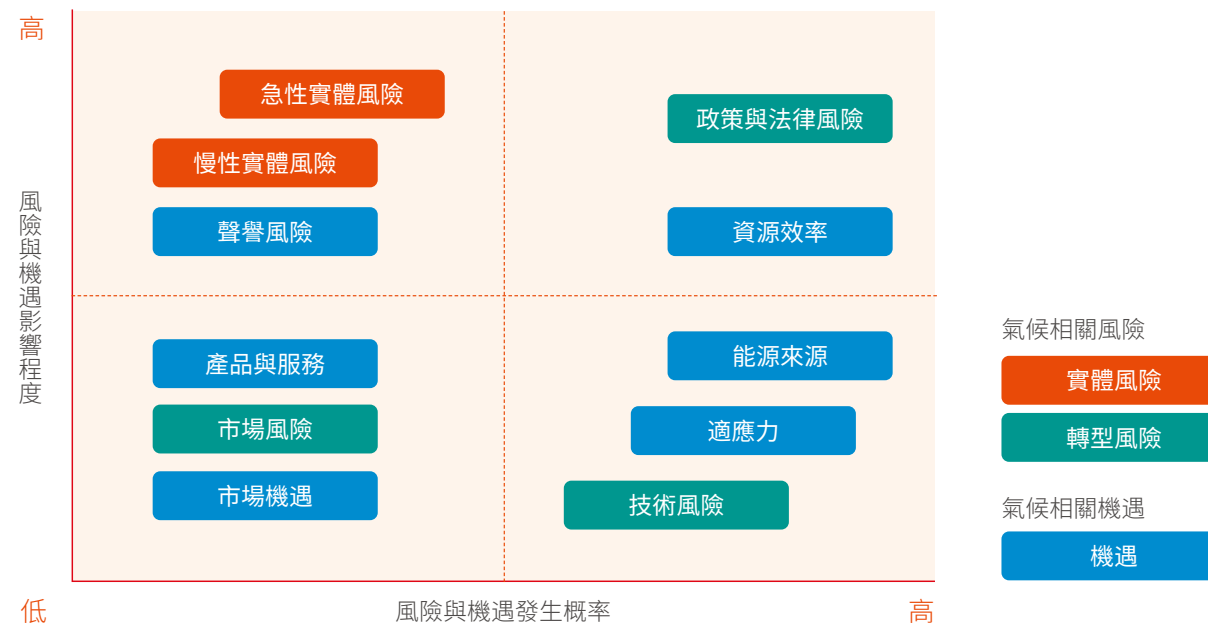 高
風險與機遇影響程度
急性實體風險
慢性實體風險
聲譽風險
政策與法律風險
資源效率
產品與服務
市場風險
市場機遇
能源來源
適應力
技術風險
低
風險與機遇發生概率
高
氣候相關風險
實體風險
轉型風險
氣候相關機遇
機遇